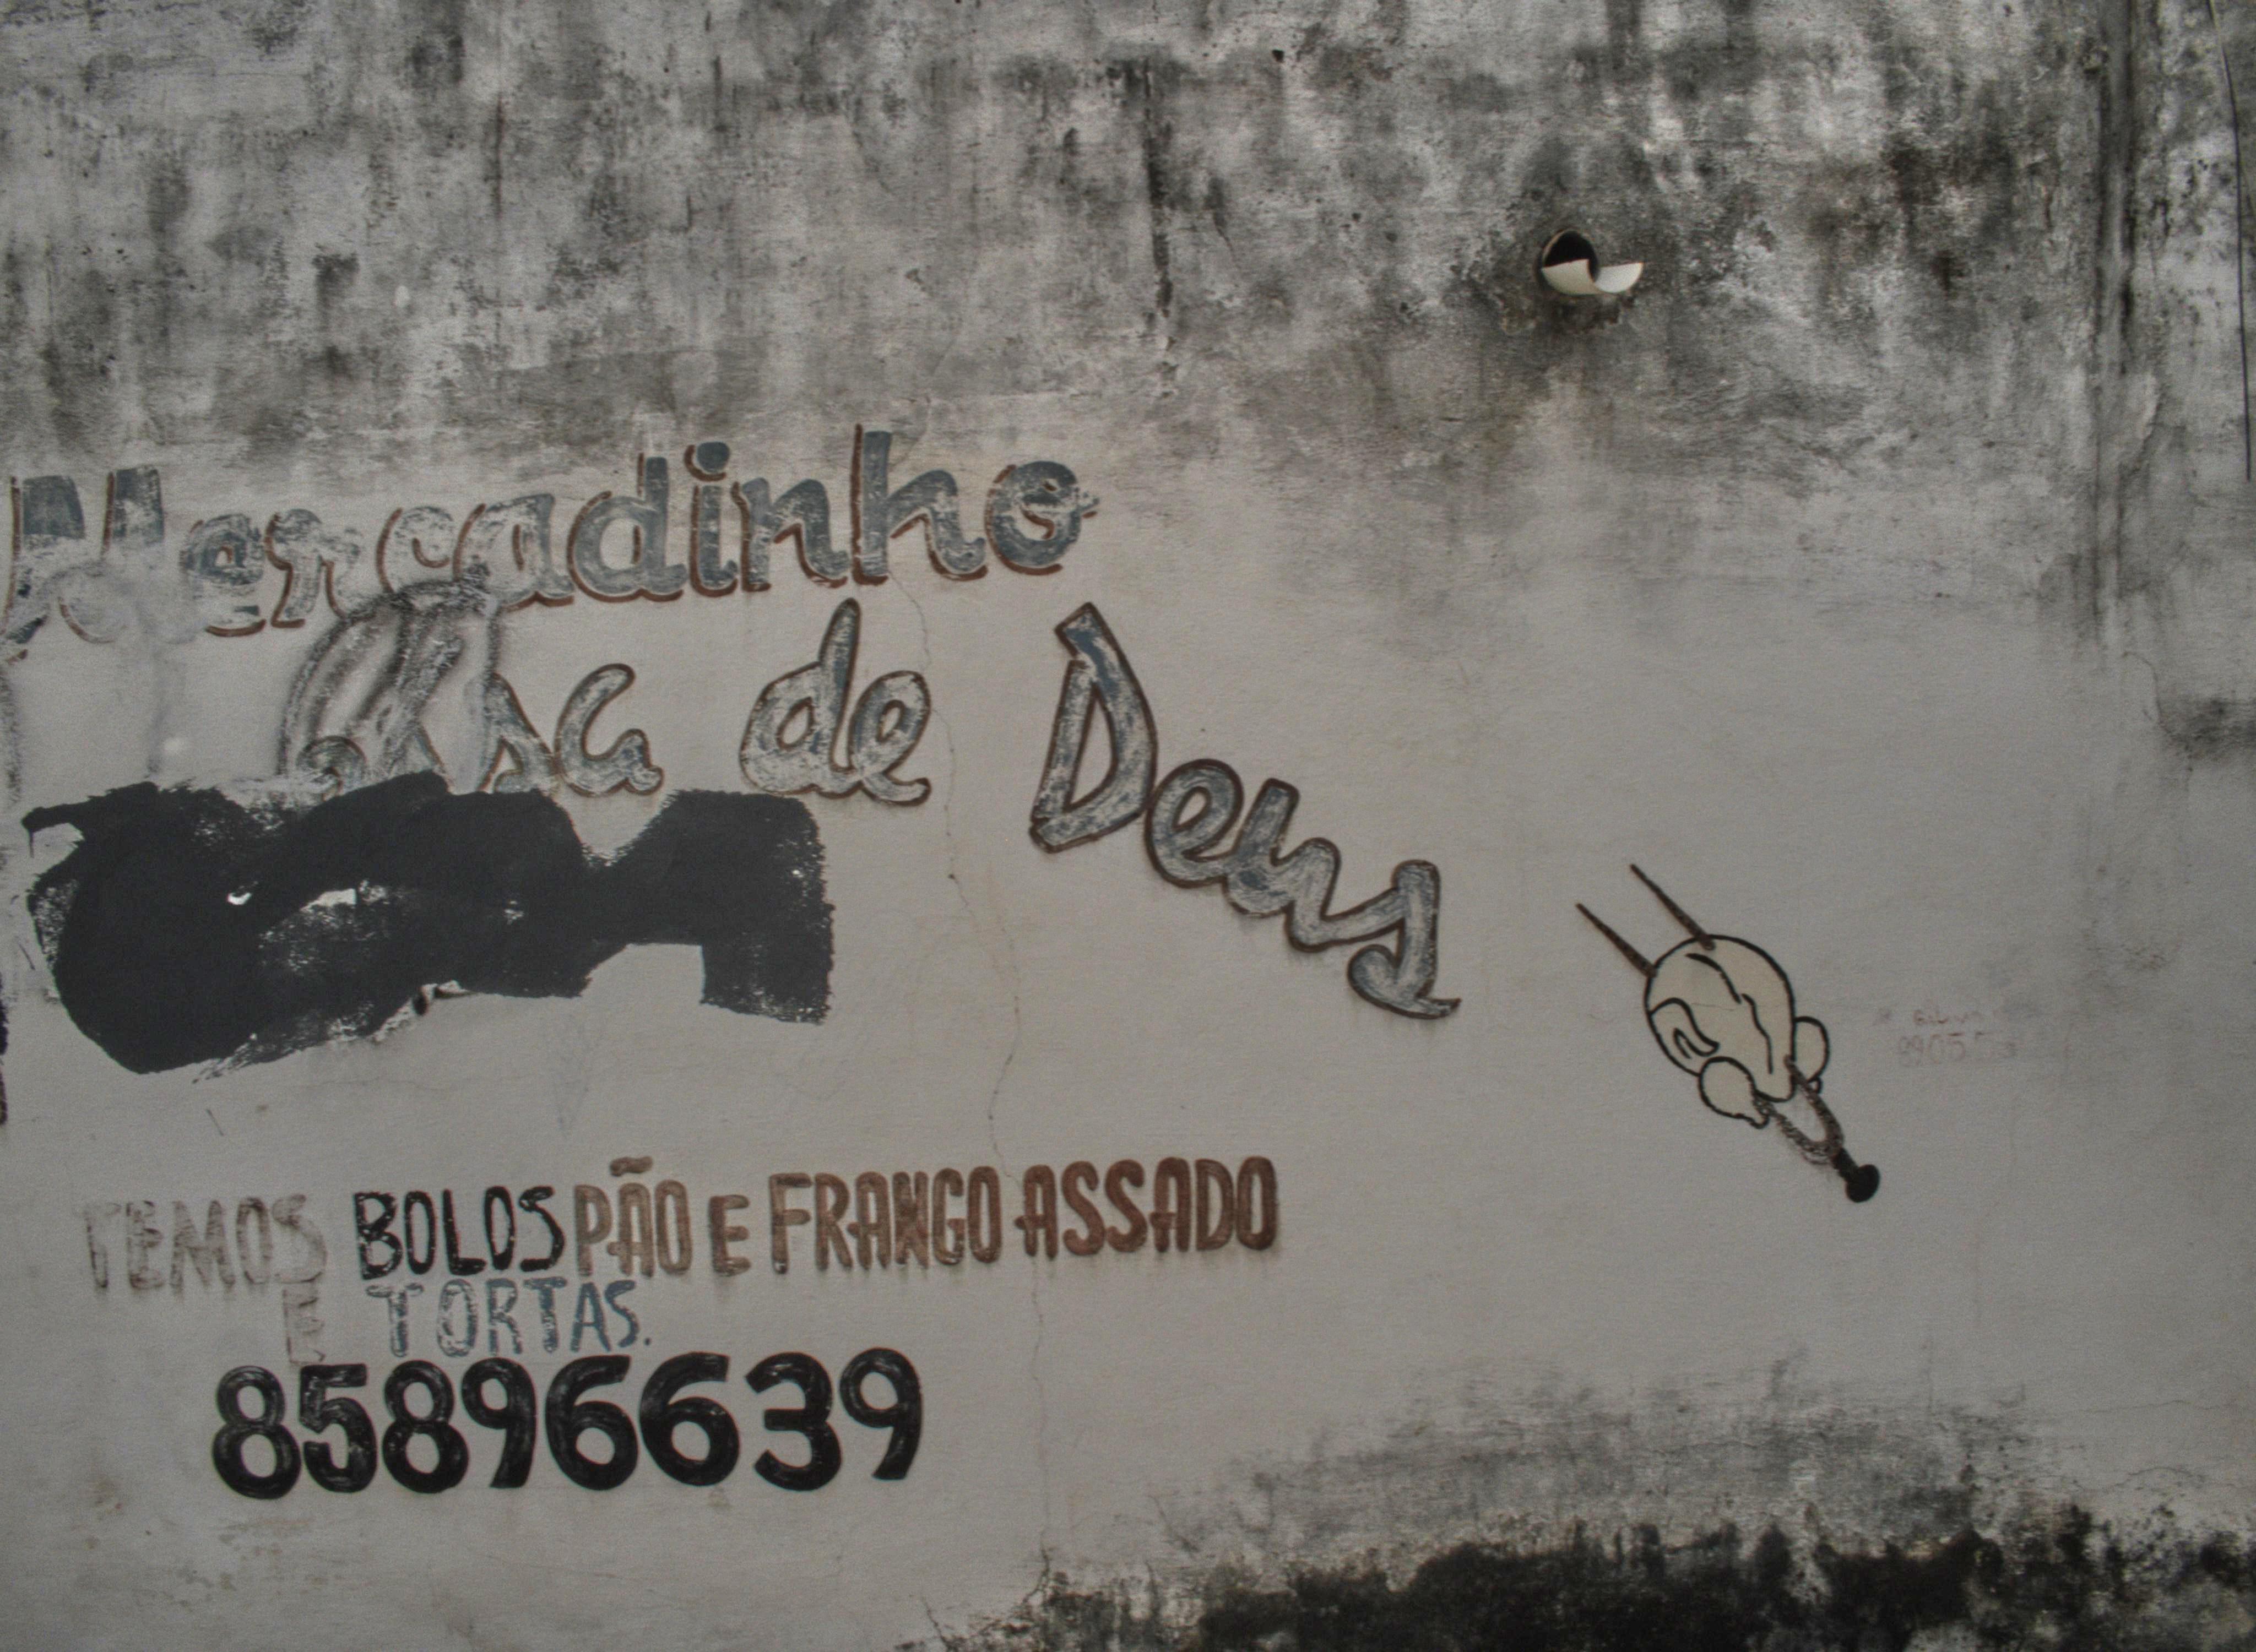 Mercadinho
Casa de Deus
TEMOS BOLOS PÃO E FRANGO ASSADO
E TORTAS.
85896639